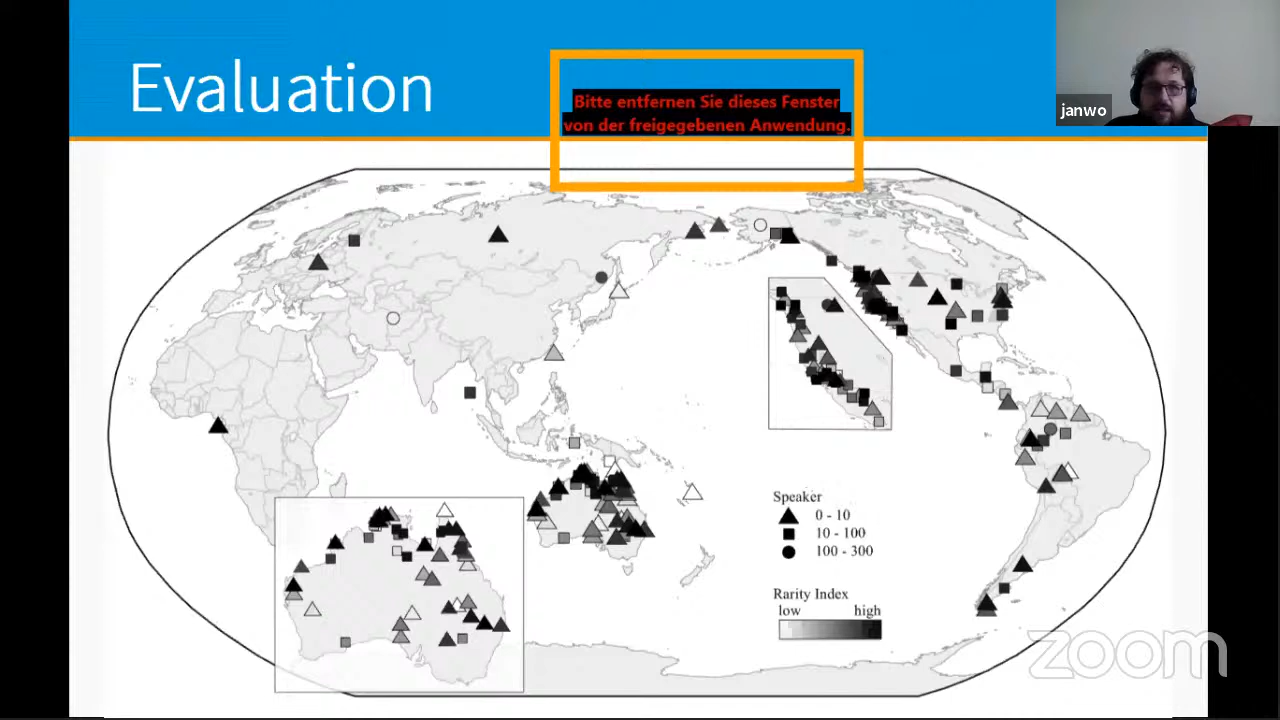 Evaluation
Bitte entfernen Sie dieses Fenster
von der freigegebenen Anwendung.
janwo
Speaker
0 - 10
10 - 100
100 - 300
Rarity Index
low high
zoom